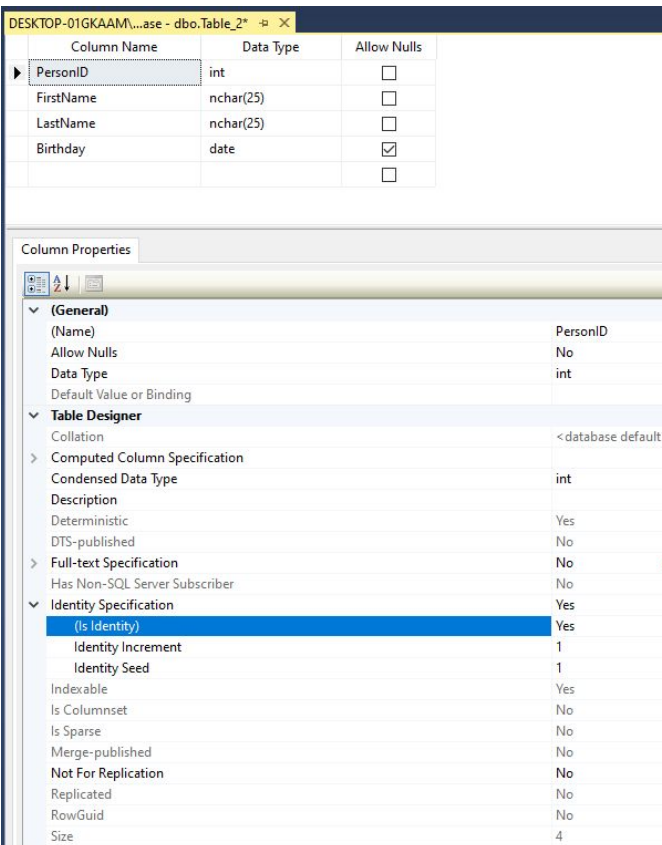 DESKTOP-01GKAAM\...ase - dbo.Table_2*
Column Name Data Type Allow Nulls
PersonID int
FirstName nchar(25)
LastName nchar(25)
Birthday date
Column Properties
(General)
(Name) PersonID
Allow Nulls No
Data Type int
Default Value or Binding
Table Designer
Collation <database default
Computed Column Specification
Condensed Data Type int
Description
Deterministic Yes
DTS-published No
Full-text Specification No
Has Non-SQL Server Subscriber No
Identity Specification Yes
(Is Identity) Yes
Identity Increment 1
Identity Seed 1
Indexable Yes
Is Columnset No
Is Sparse No
Merge-published No
Not For Replication No
Replicated No
RowGuid No
Size 4